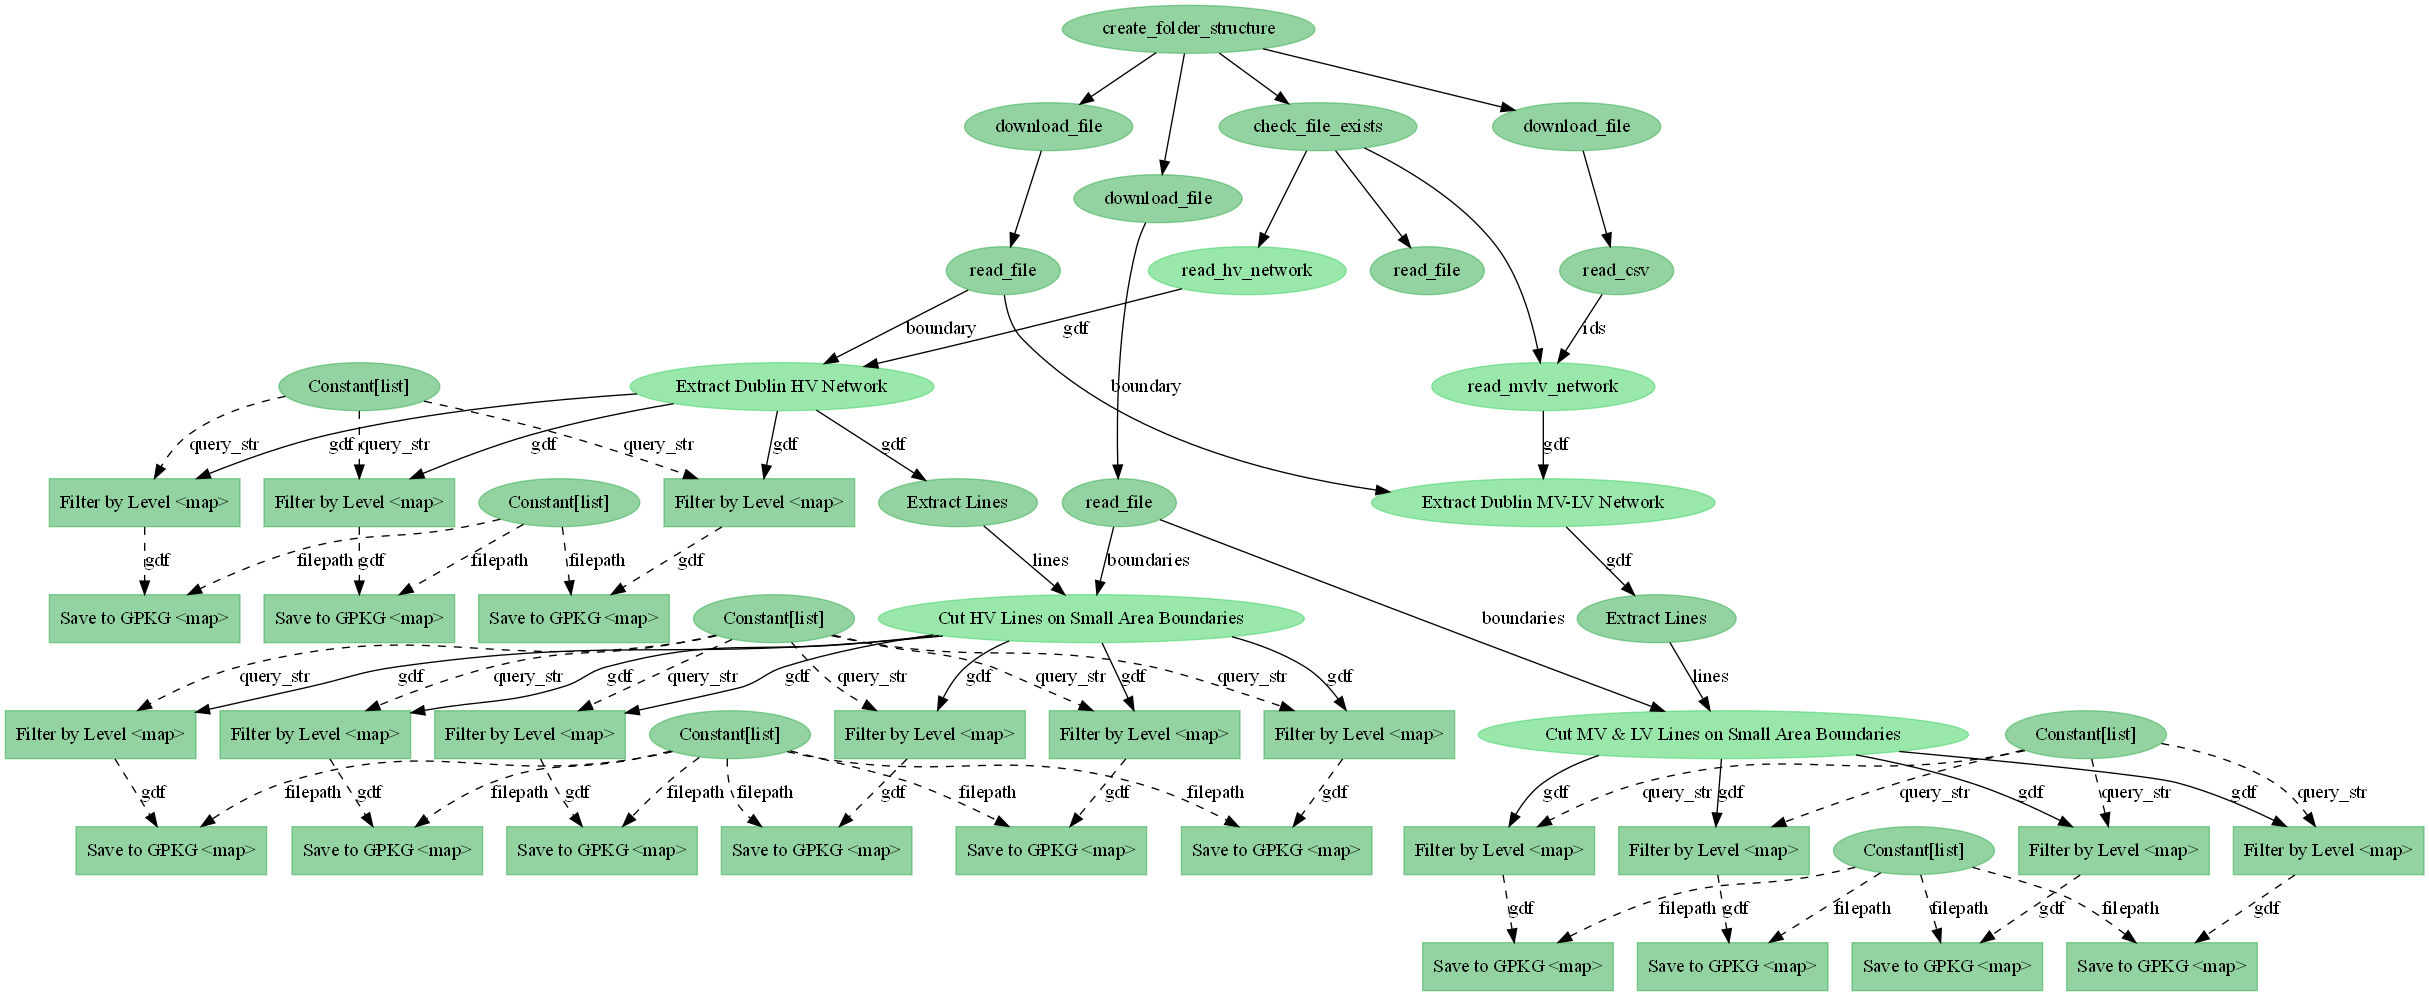 create_folder_structure
download_file
check_file_exists
download_file
download_file
read_file
read_hv_network
read_file
read_csv
boundary
gdf
ids
Constant[list]
Extract Dublin HV Network
boundary
read_mvlv_network
query_str
gdf
query_str
gdf
query_str
gdf
gdf
gdf
Filter by Level <map>
Filter by Level <map>
Constant[list]
Filter by Level <map>
Extract Lines
read_file
Extract Dublin MV-LV Network
gdf
filepath
gdf
filepath
filepath
gdf
lines
boundaries
gdf
Save to GPKG <map>
Save to GPKG <map>
Save to GPKG <map>
Constant[list]
Cut HV Lines on Small Area Boundaries
boundaries
Extract Lines
query_str
gdf
query_str
gdf
query_str
gdf
query_str
gdf
query_str
gdf
query_str
gdf
lines
Filter by Level <map>
Filter by Level <map>
Filter by Level <map>
Constant[list]
Filter by Level <map>
Filter by Level <map>
Filter by Level <map>
Cut MV & LV Lines on Small Area Boundaries
Constant[list]
gdf
filepath
gdf
filepath
gdf
filepath
filepath
gdf
filepath
gdf
filepath
gdf
gdf
query_str
gdf
query_str
gdf
query_str
gdf
query_str
Save to GPKG <map>
Save to GPKG <map>
Save to GPKG <map>
Save to GPKG <map>
Save to GPKG <map>
Save to GPKG <map>
Filter by Level <map>
Filter by Level <map>
Constant[list]
Filter by Level <map>
Filter by Level <map>
gdf
filepath
gdf
filepath
filepath
gdf
filepath
gdf
Save to GPKG <map>
Save to GPKG <map>
Save to GPKG <map>
Save to GPKG <map>